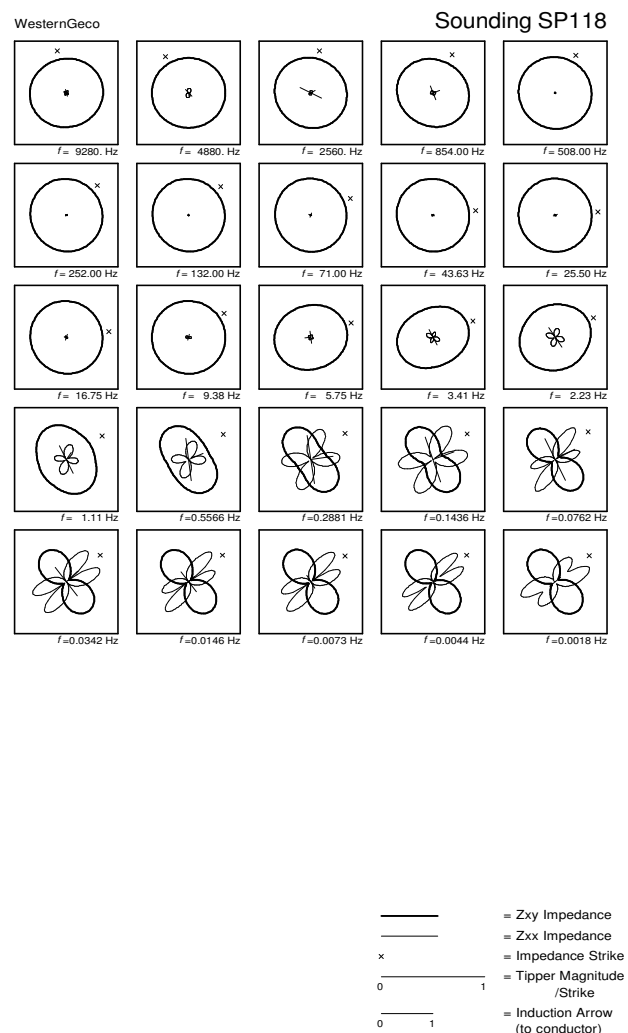 WesternGeco Sounding SP118
f = 9280. Hz f = 4880. Hz f = 2560. Hz f = 854.00 Hz f = 508.00 Hz
f = 252.00 Hz f = 132.00 Hz f = 71.00 Hz f = 43.63 Hz f = 25.50 Hz
f = 16.75 Hz f = 9.38 Hz f = 5.75 Hz f = 3.41 Hz f = 2.23 Hz
f = 1.11 Hz f =0.5566 Hz f =0.2881 Hz f =0.1436 Hz f =0.0762 Hz
f =0.0342 Hz f =0.0146 Hz f =0.0073 Hz f =0.0044 Hz f =0.0018 Hz
= Zxy Impedance
= Zxx Impedance
× = Impedance Strike
= Tipper Magnitude
0 1 /Strike
= Induction Arrow
0 1 (to conductor)